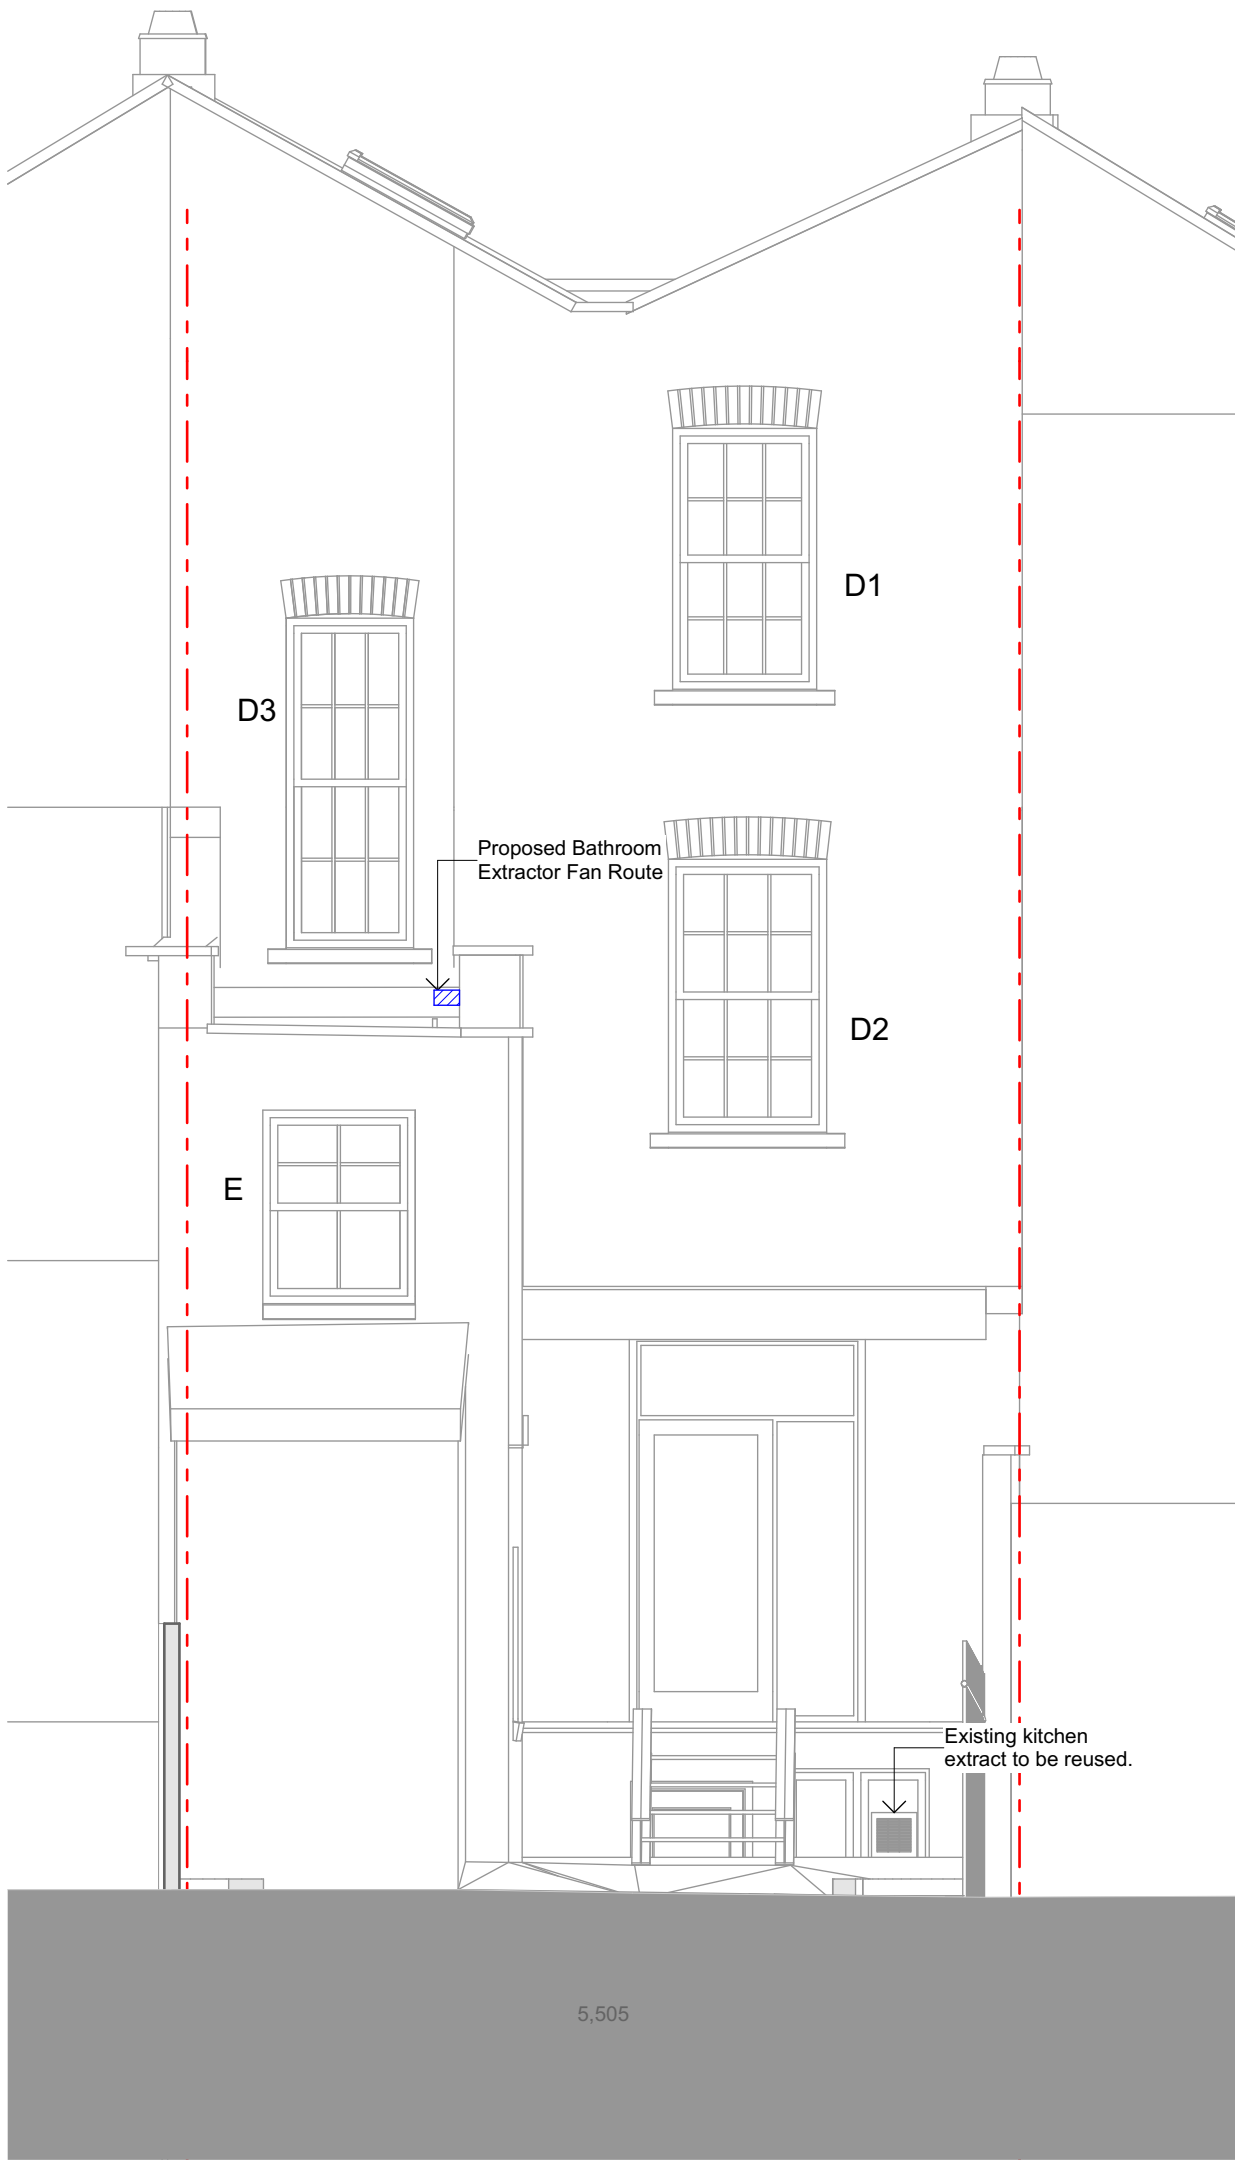 D1
D3
Proposed Bathroom
Extractor Fan Route
D2
E
Existing kitchen
extract to be reused.
5,505